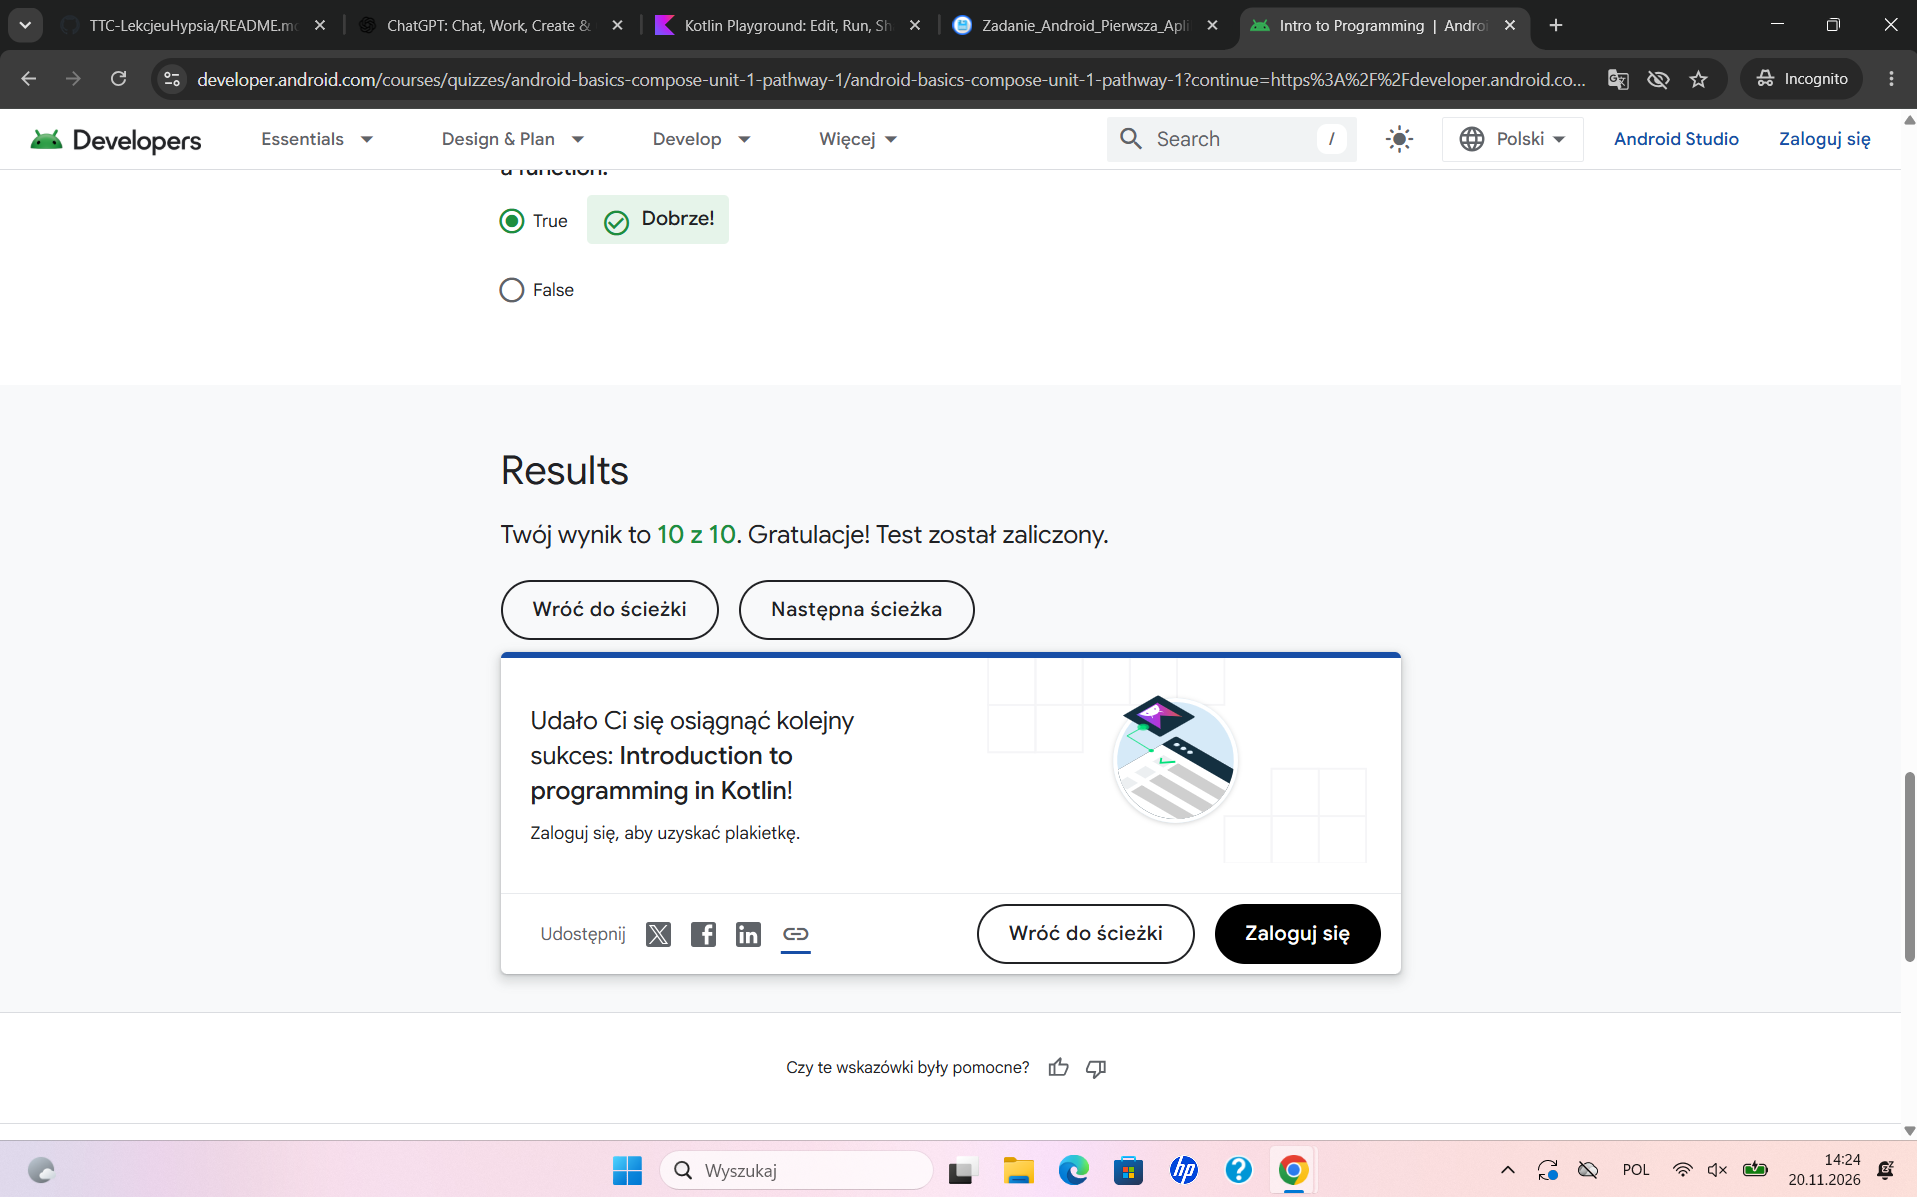 TTC-LekcjeuHypsia/README.mc
ChatGPT: Chat, Work, Create &
Kotlin Playground: Edit, Run, Sh
Zadanie_Android_Pierwsza_Apli
Intro to Programming | Andro
developer.android.com/courses/quizzes/android-basics-compose-unit-1-pathway-1/android-basics-compose-unit-1-pathway-1?continue=https%3A%2F%2Fdeveloper.android.co...
Incognito
Developers
Essentials
Design & Plan
Develop
Więcej
Search
/
Polski
Android Studio
Zaloguj się
a function.
True
Dobrze!
False
Results
Twój wynik to 10 z 10. Gratulacje! Test został zaliczony.
Wróć do ścieżki
Następna ścieżka
Udało Ci się osiągnąć kolejny
sukces: Introduction to
programming in Kotlin!
Zaloguj się, aby uzyskać plakietkę.
Udostępnij
Wróć do ścieżki
Zaloguj się
Czy te wskazówki były pomocne?
Wyszukaj
POL
14:24
20.11.2026